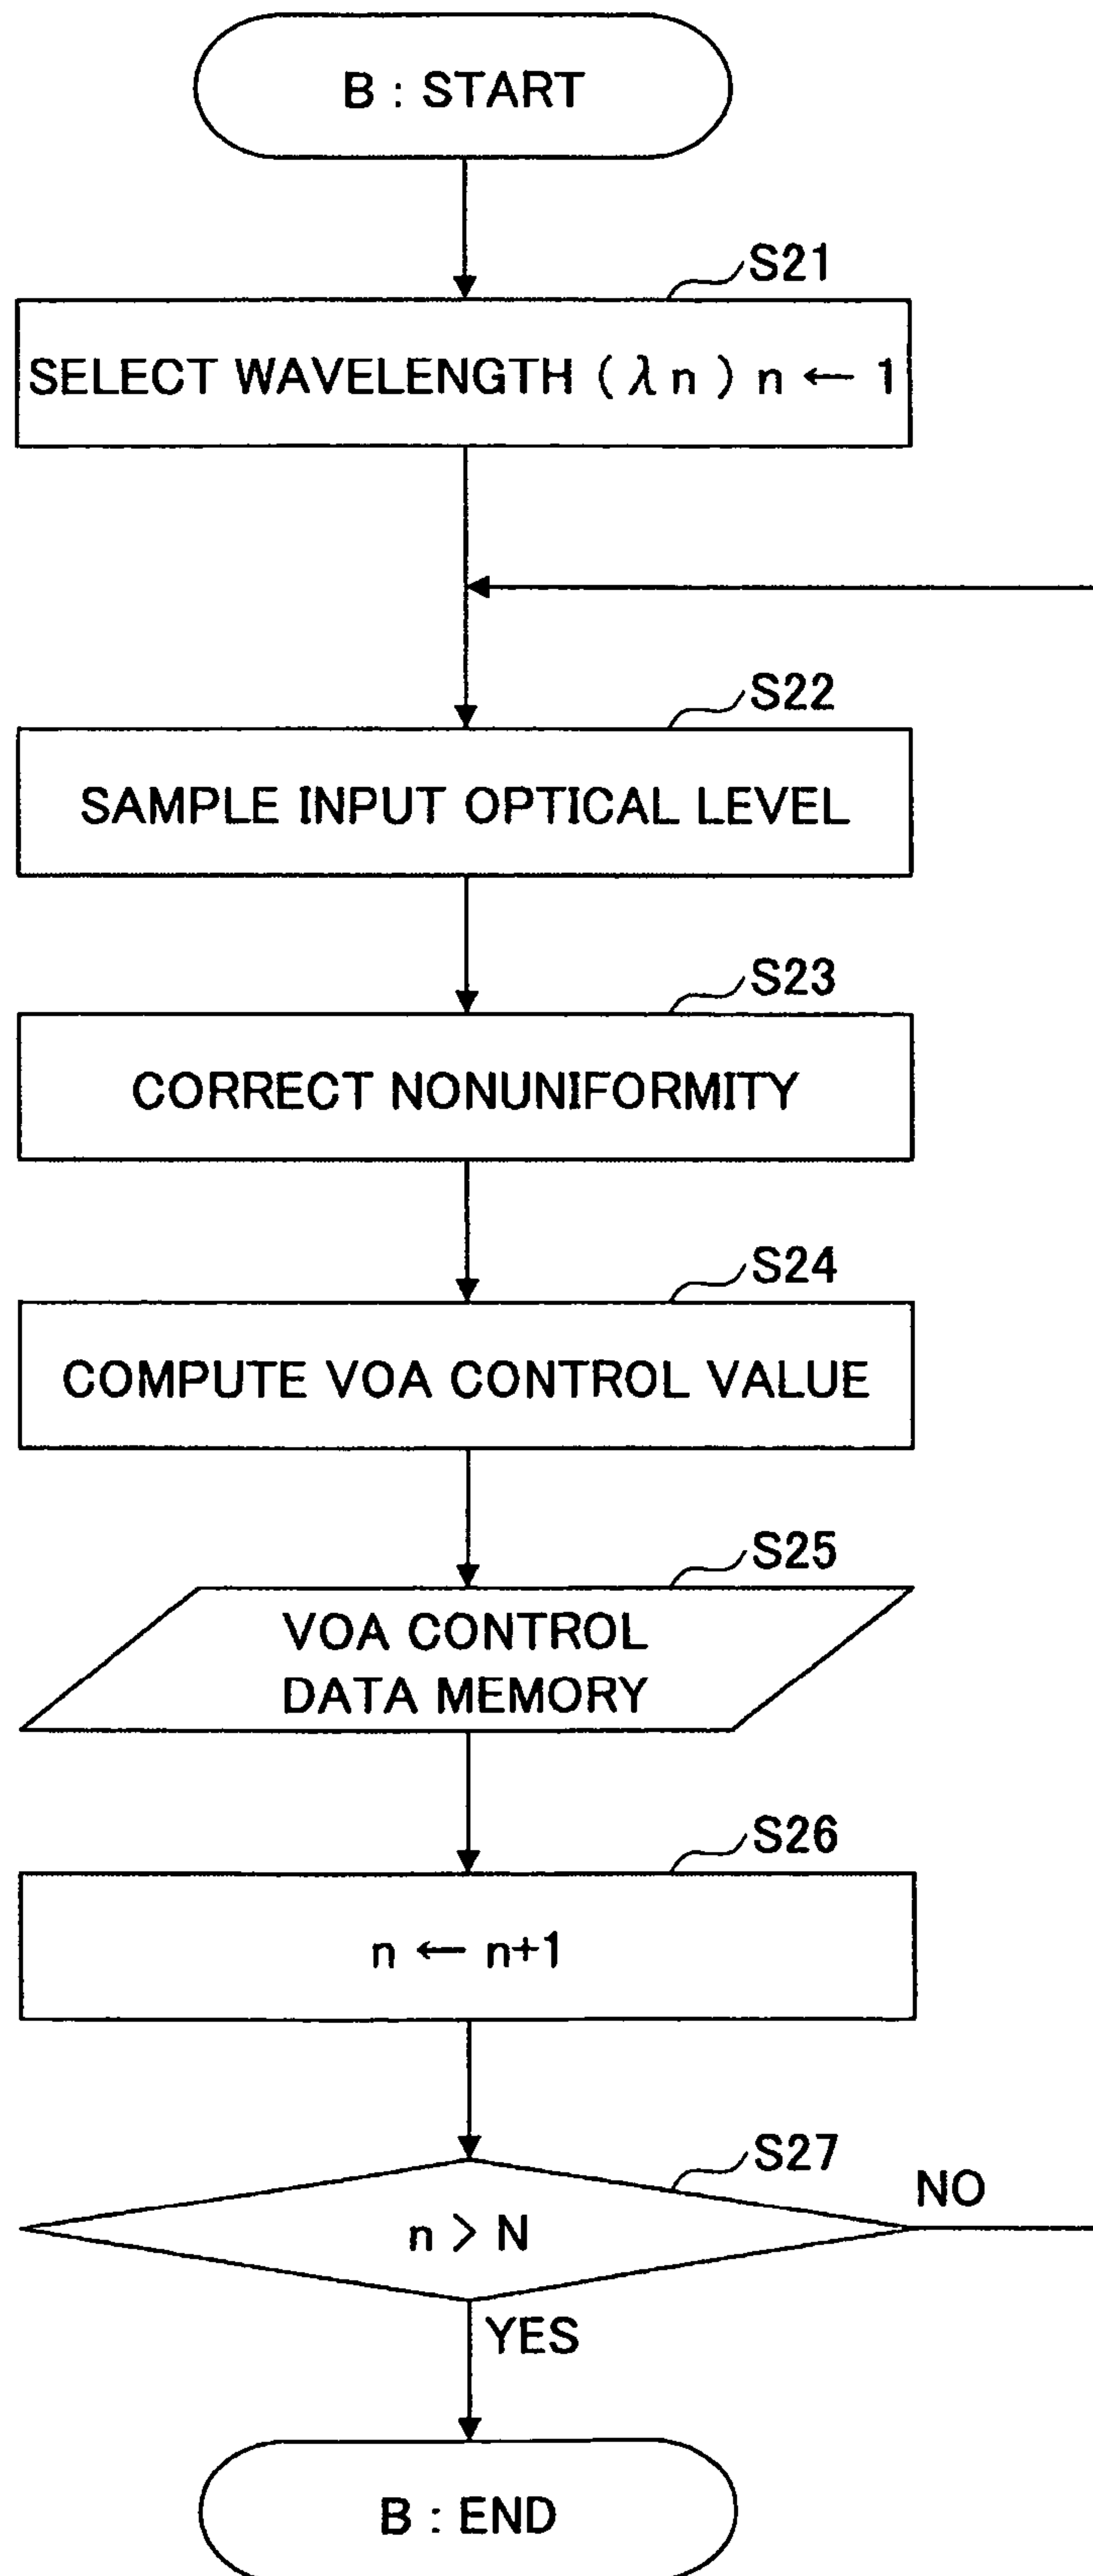 B : START
S21
SELECT WAVELENGTH ( λ n ) n ← 1
S22
SAMPLE INPUT OPTICAL LEVEL
S23
CORRECT NONUNIFORMITY
S24
COMPUTE VOA CONTROL VALUE
S25
VOA CONTROL
DATA MEMORY
S26
n ← n+1
S27
n > N
NO
YES
B : END